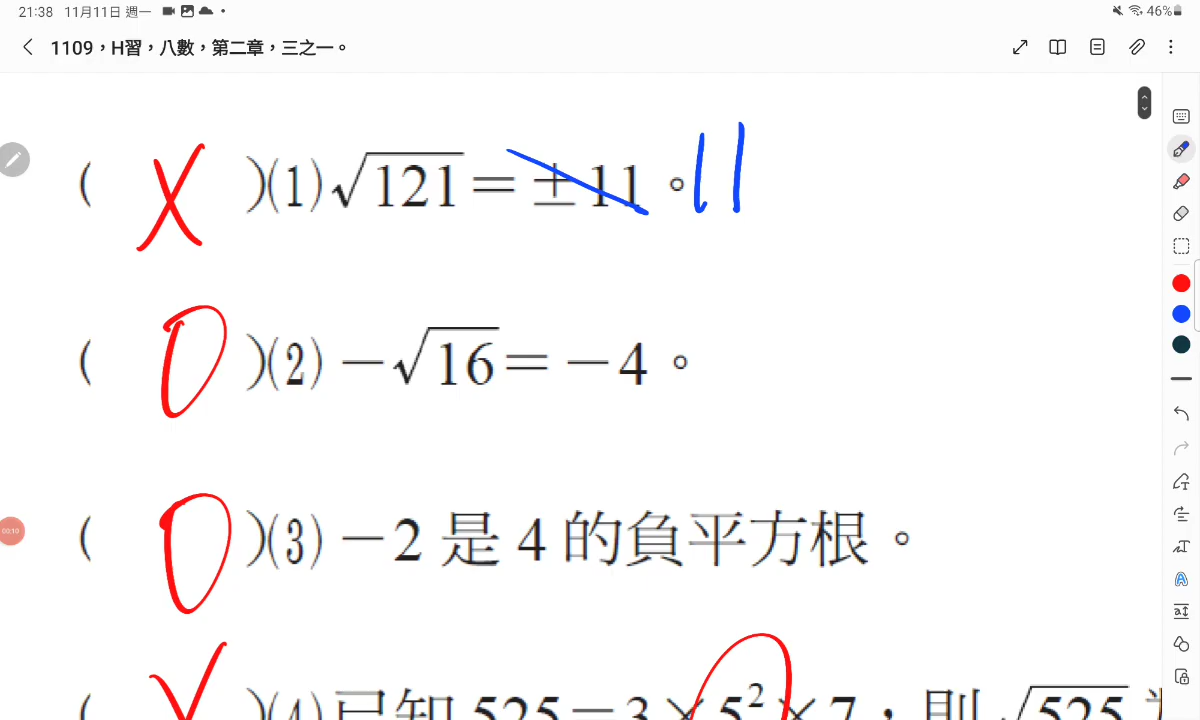 21:38 11月11日 週一 46%
1109，H習，八數，第二章，三之一。
( X )(1)√121=±11。11
( O )(2)−√16=−4。
( O )(3)−2 是 4 的負平方根。
00:10
( X )(4)已知 525=3×5²×7，則√525